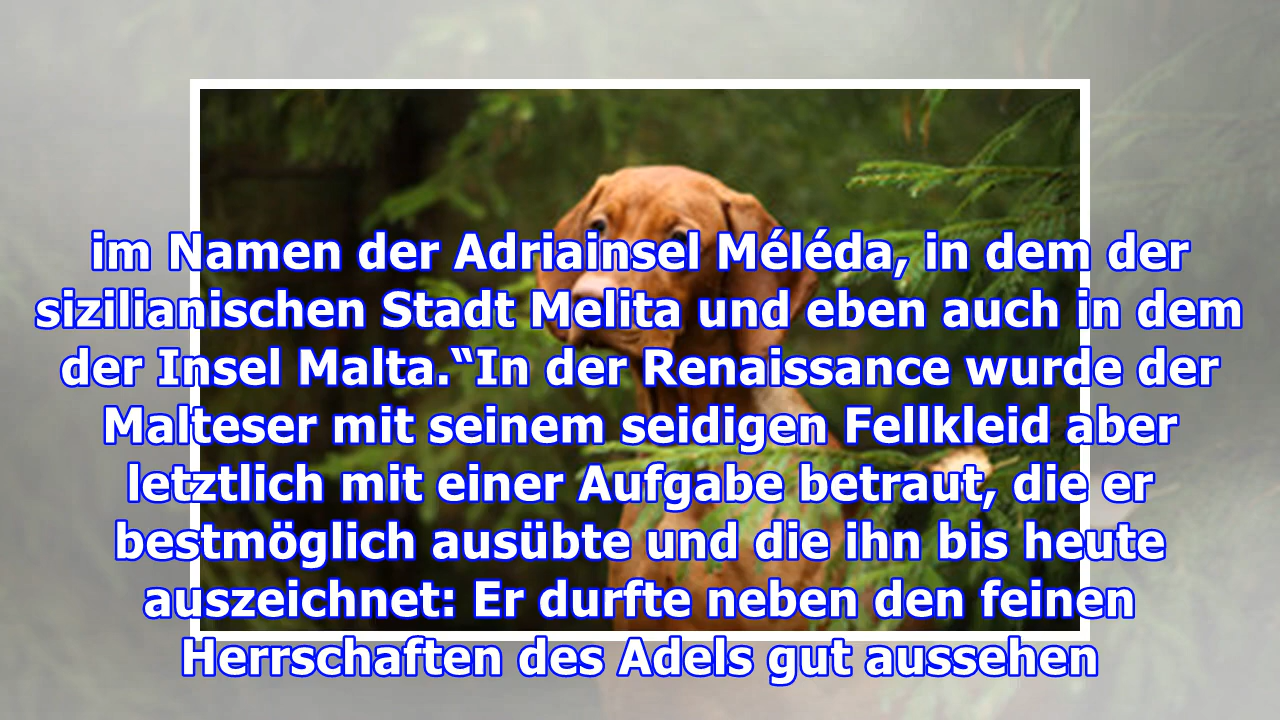 im Namen der Adriainsel Méléda, in dem der
sizilianischen Stadt Melita und eben auch in dem
der Insel Malta.“In der Renaissance wurde der
Malteser mit seinem seidigen Fellkleid aber
letztlich mit einer Aufgabe betraut, die er
bestmöglich ausübte und die ihn bis heute
auszeichnet: Er durfte neben den feinen
Herrschaften des Adels gut aussehen